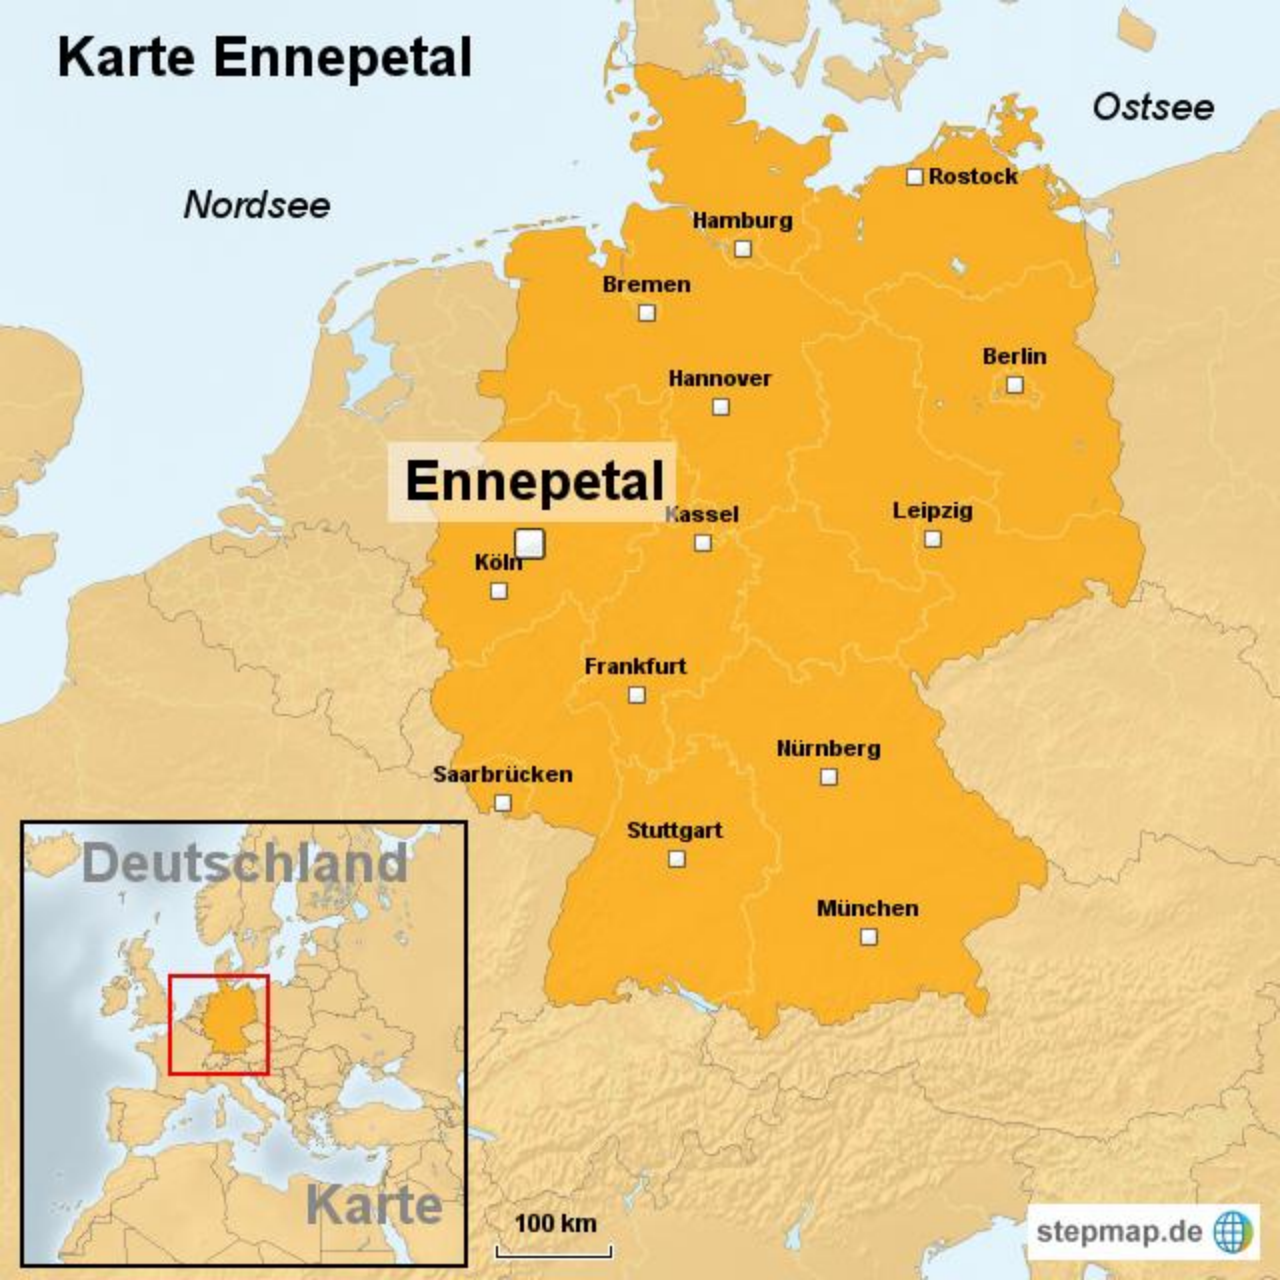 Karte Ennepetal
Ostsee
Nordsee
Rostock
Hamburg
Bremen
Berlin
Hannover
Ennepetal
Kassel
Leipzig
Köln
Frankfurt
Nürnberg
Saarbrücken
Stuttgart
Deutschland
München
Karte
100 km
stepmap.de